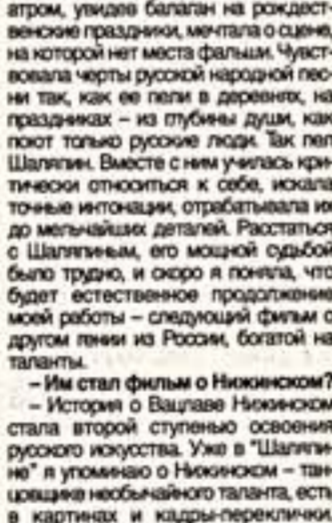 атром, увидев балаган на рождест-
венские праздники, мечтала о сцене,
на которой нет места фальши. Чувст-
вовала черты русской народной пес-
ни так, как ее пели в деревнях, на
праздниках – из глубины души, как
поют только русские люди. Так пел
Шаляпин. Вместе с ним училась кри-
тически относиться к себе, искала
точные интонации, отрабатывала их
до мельчайших деталей. Расстаться
с Шаляпиным, его мощной судьбой
было трудно, и скоро я поняла, что
будет естественное продолжение
моей работы – следующий фильм о
другом гении из России, богатой на
таланты.
– Им стал фильм о Нижинском?
– История о Вацлаве Нижинском
стала второй ступенью освоения
русского искусства. Уже в "Шаляпи-
не" я упоминаю о Нижинском – тан-
цовщике необычайного таланта, есть
в картинах и кадры-переклички